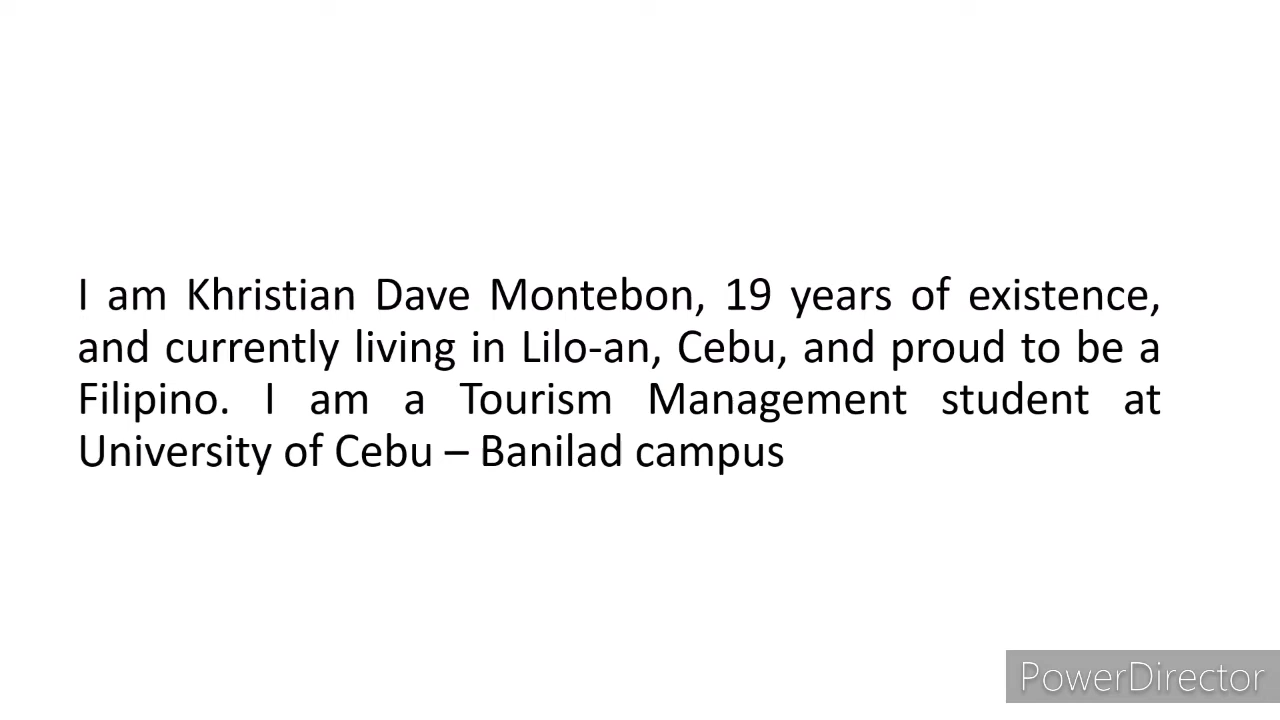 I am Khristian Dave Montebon, 19 years of existence,
and currently living in Lilo-an, Cebu, and proud to be a
Filipino. I am a Tourism Management student at
University of Cebu – Banilad campus
PowerDirector